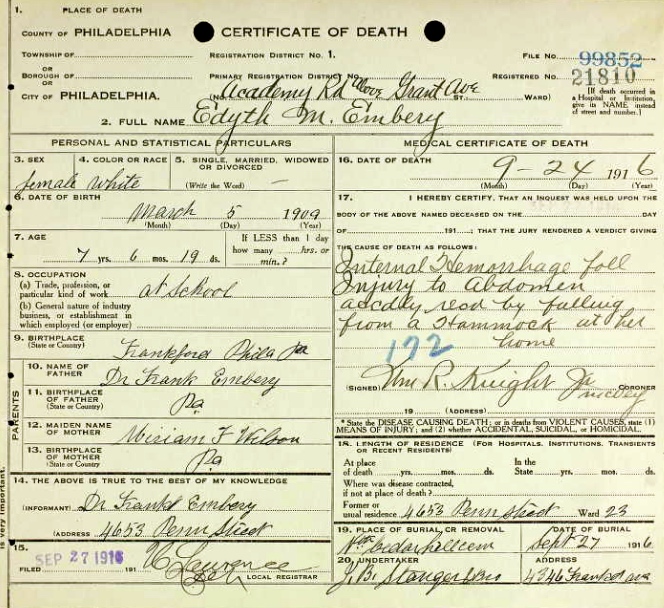 1. PLACE OF DEATH
COUNTY OF PHILADELPHIA
CERTIFICATE OF DEATH
TOWNSHIP OF
REGISTRATION DISTRICT NO. 1.
FILE NO. 99852
OR
BOROUGH OF
PRIMARY REGISTRATION DISTRICT NO.
REGISTERED NO. 21810
OR
CITY OF PHILADELPHIA.
(No. Academy Rd above Grant Ave ST. WARD)
[If death occurred in a Hospital or Institution, give its NAME instead of street and number.]
2. FULL NAME Edyth M. Embery
PERSONAL AND STATISTICAL PARTICULARS
3. SEX
female
4. COLOR OR RACE
white
5. SINGLE, MARRIED, WIDOWED OR DIVORCED
(Write the Word) —
6. DATE OF BIRTH
March 5 1909
(Month) (Day) (Year)
7. AGE
7 yrs. 6 mos. 19 ds.
If LESS than 1 day
how many hrs. or
min.?
8. OCCUPATION
(a) Trade, profession, or
particular kind of work at School
(b) General nature of industry
business, or establishment in
which employed (or employer)
9. BIRTHPLACE
(State or Country)
Frankford Phila Pa
PARENTS
10. NAME OF
FATHER
Dr Frank Embery
11. BIRTHPLACE
OF FATHER
(State or Country)
Pa
12. MAIDEN NAME
OF MOTHER
Miriam F Wilson
13. BIRTHPLACE
OF MOTHER
(State or Country)
Pa
14. THE ABOVE IS TRUE TO THE BEST OF MY KNOWLEDGE
(INFORMANT) Dr Frank Embery
(ADDRESS 4653 Penn Street
15.
FILED SEP 27 1916 191
LOCAL REGISTRAR
is very important.
MEDICAL CERTIFICATE OF DEATH
16. DATE OF DEATH
9 - 24 1916
(Month) (Day) (Year)
17. I HEREBY CERTIFY, THAT AN INQUEST WAS HELD UPON THE
BODY OF THE ABOVE NAMED DECEASED ON THE DAY
OF 191 ; THAT THE JURY RENDERED A VERDICT GIVING
THE CAUSE OF DEATH AS FOLLOWS:
Internal Hemorrhage foll
Injury to Abdomen
accdly recd by falling
from a Hammock at her
home
172
(SIGNED) Wm R. Knight Jr
CORONER
19 (ADDRESS)
* State the DISEASE CAUSING DEATH; or in deaths from VIOLENT CAUSES, state (1) MEANS OF INJURY; and (2) whether ACCIDENTAL, SUICIDAL, or HOMICIDAL.
18. LENGTH OF RESIDENCE (FOR HOSPITALS, INSTITUTIONS, TRANSIENTS
OR RECENT RESIDENTS)
At place
of death yrs. mos. ds.
In the
State yrs. mos. ds.
Where was disease contracted,
if not at place of death?
Former or
usual residence 4653 Penn Street Ward 23
19. PLACE OF BURIAL OR REMOVAL
cedarhill cem
DATE OF BURIAL
Sept 27 1916
20. UNDERTAKER
J. B. Stanger
ADDRESS
4346 Frankford ave